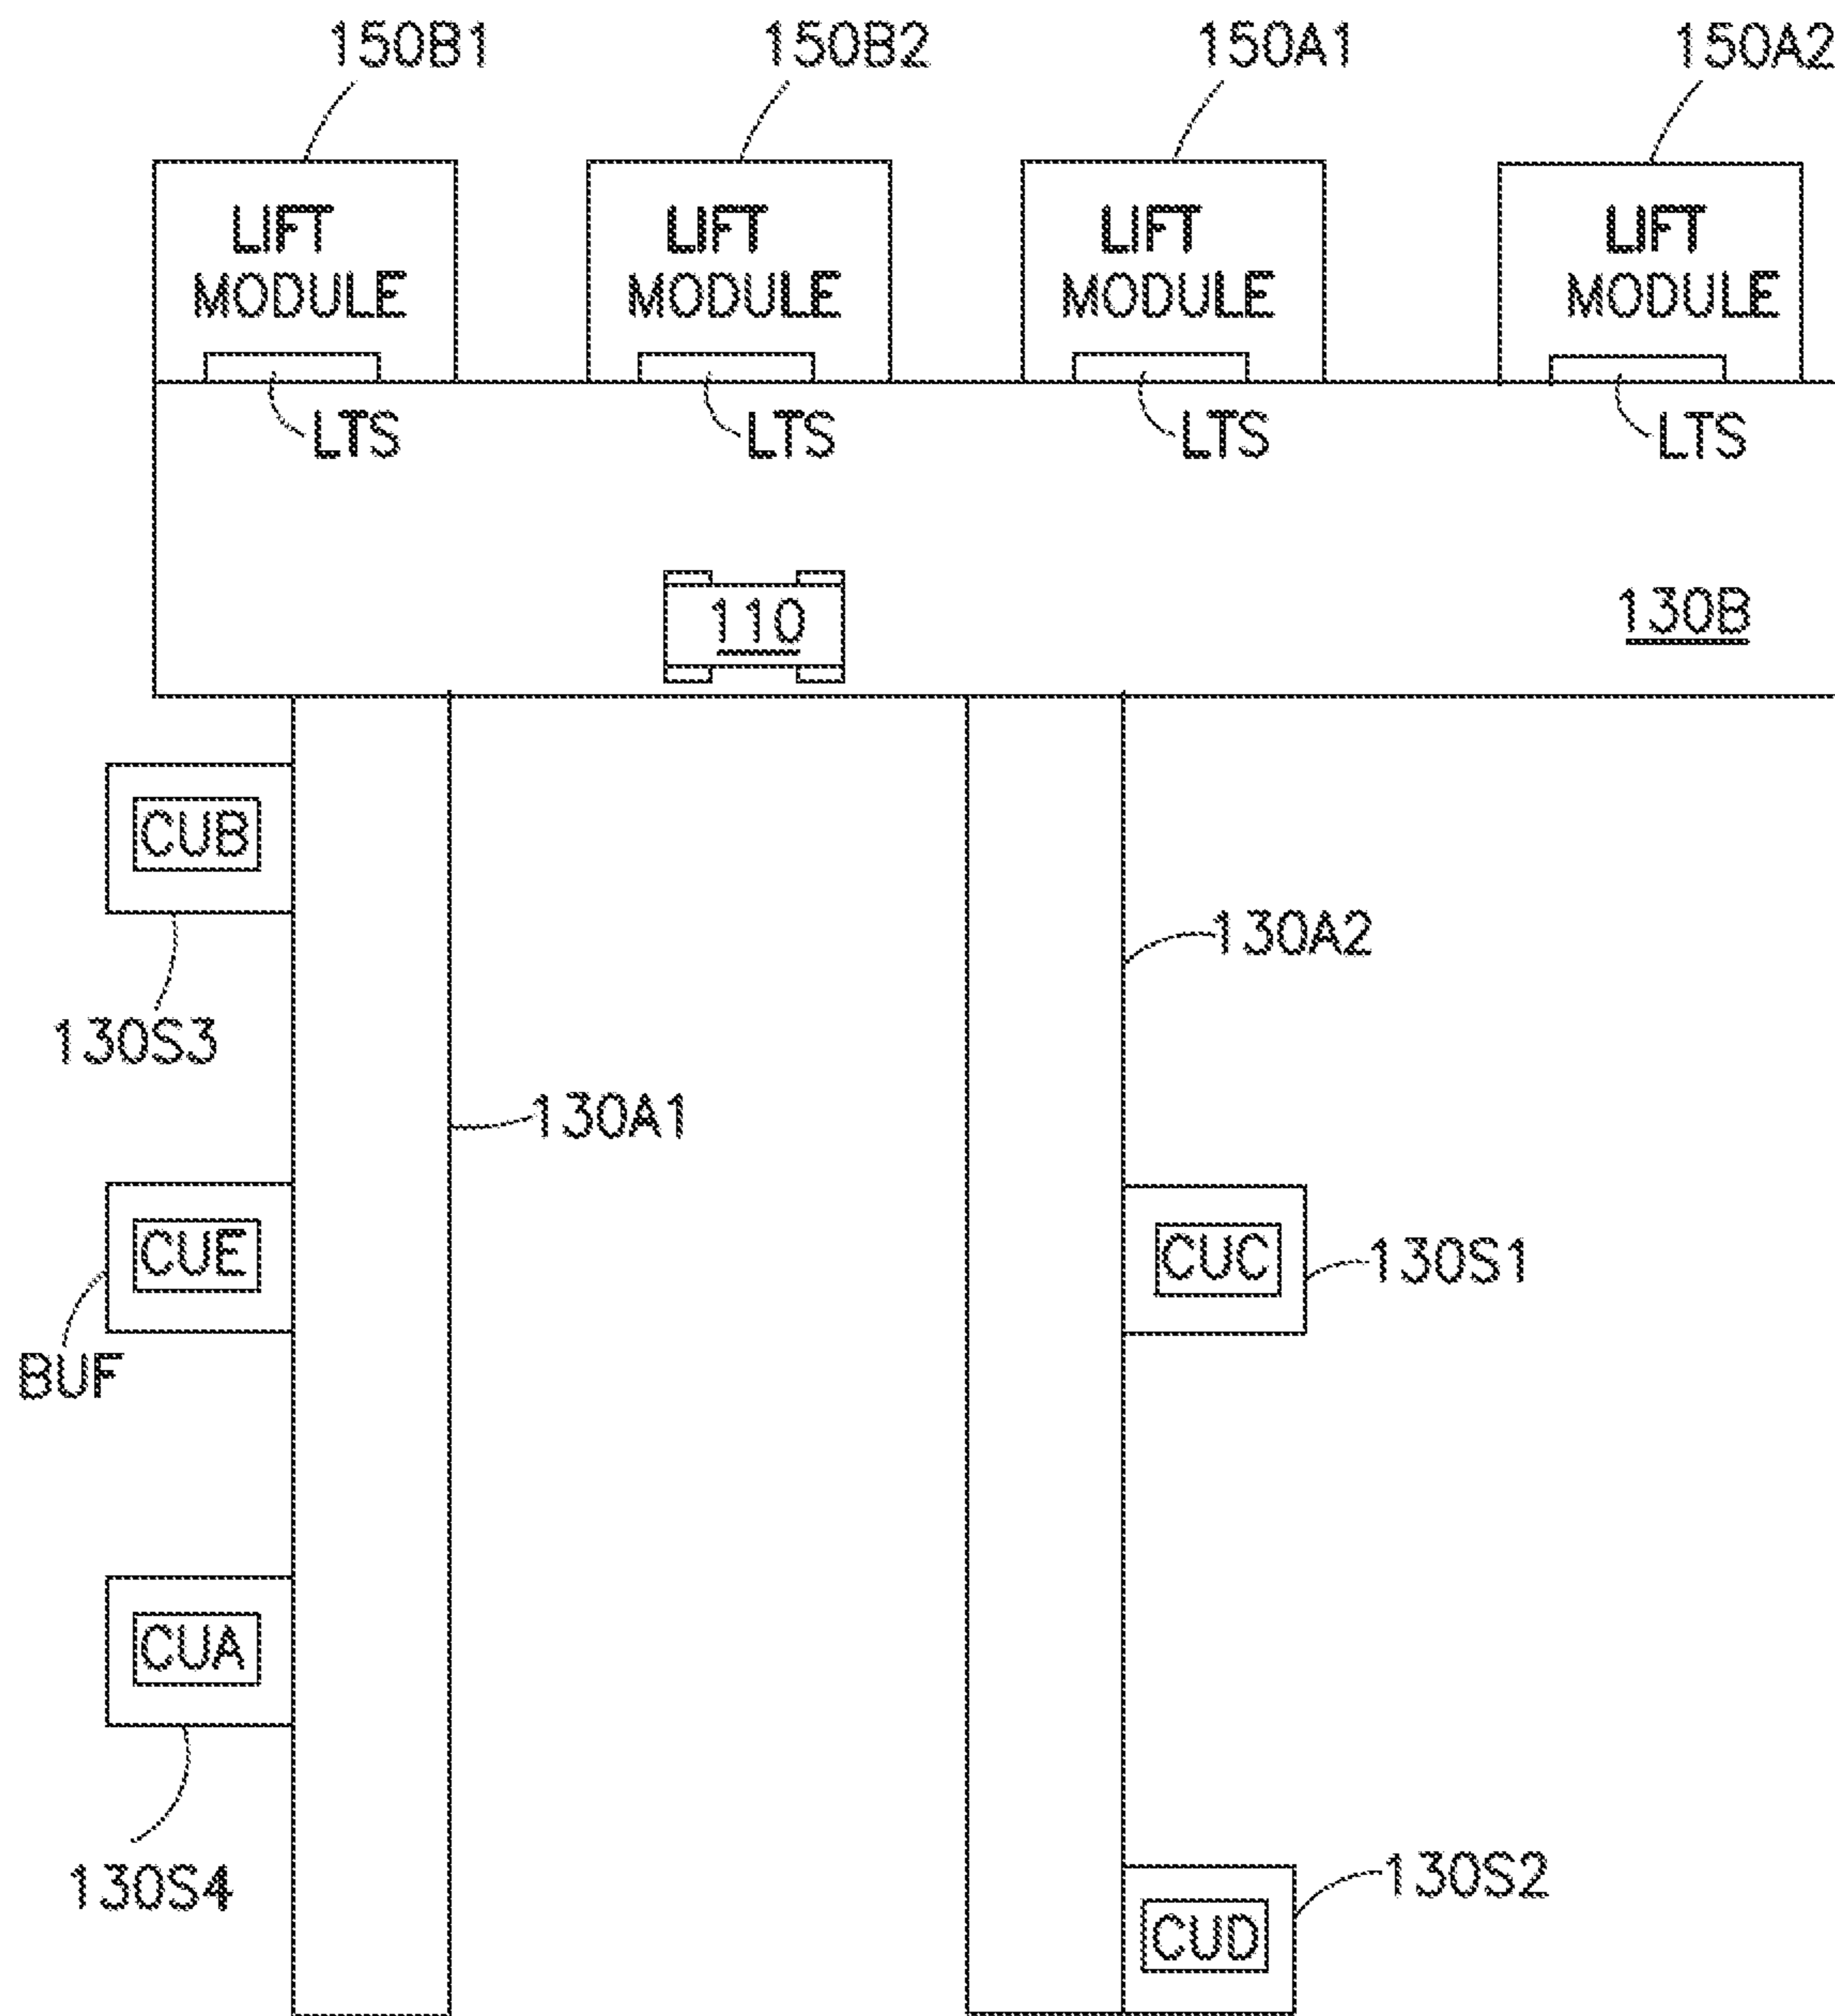 150B1
150B2
150A1
150A2
LIFT
MODULE
LIFT
MODULE
LIFT
MODULE
LIFT
MODULE
LTS
LTS
LTS
LTS
110
130B
CUB
130S3
130A2
130A1
CUE
BUF
CUC
130S1
CUA
130S4
CUD
130S2